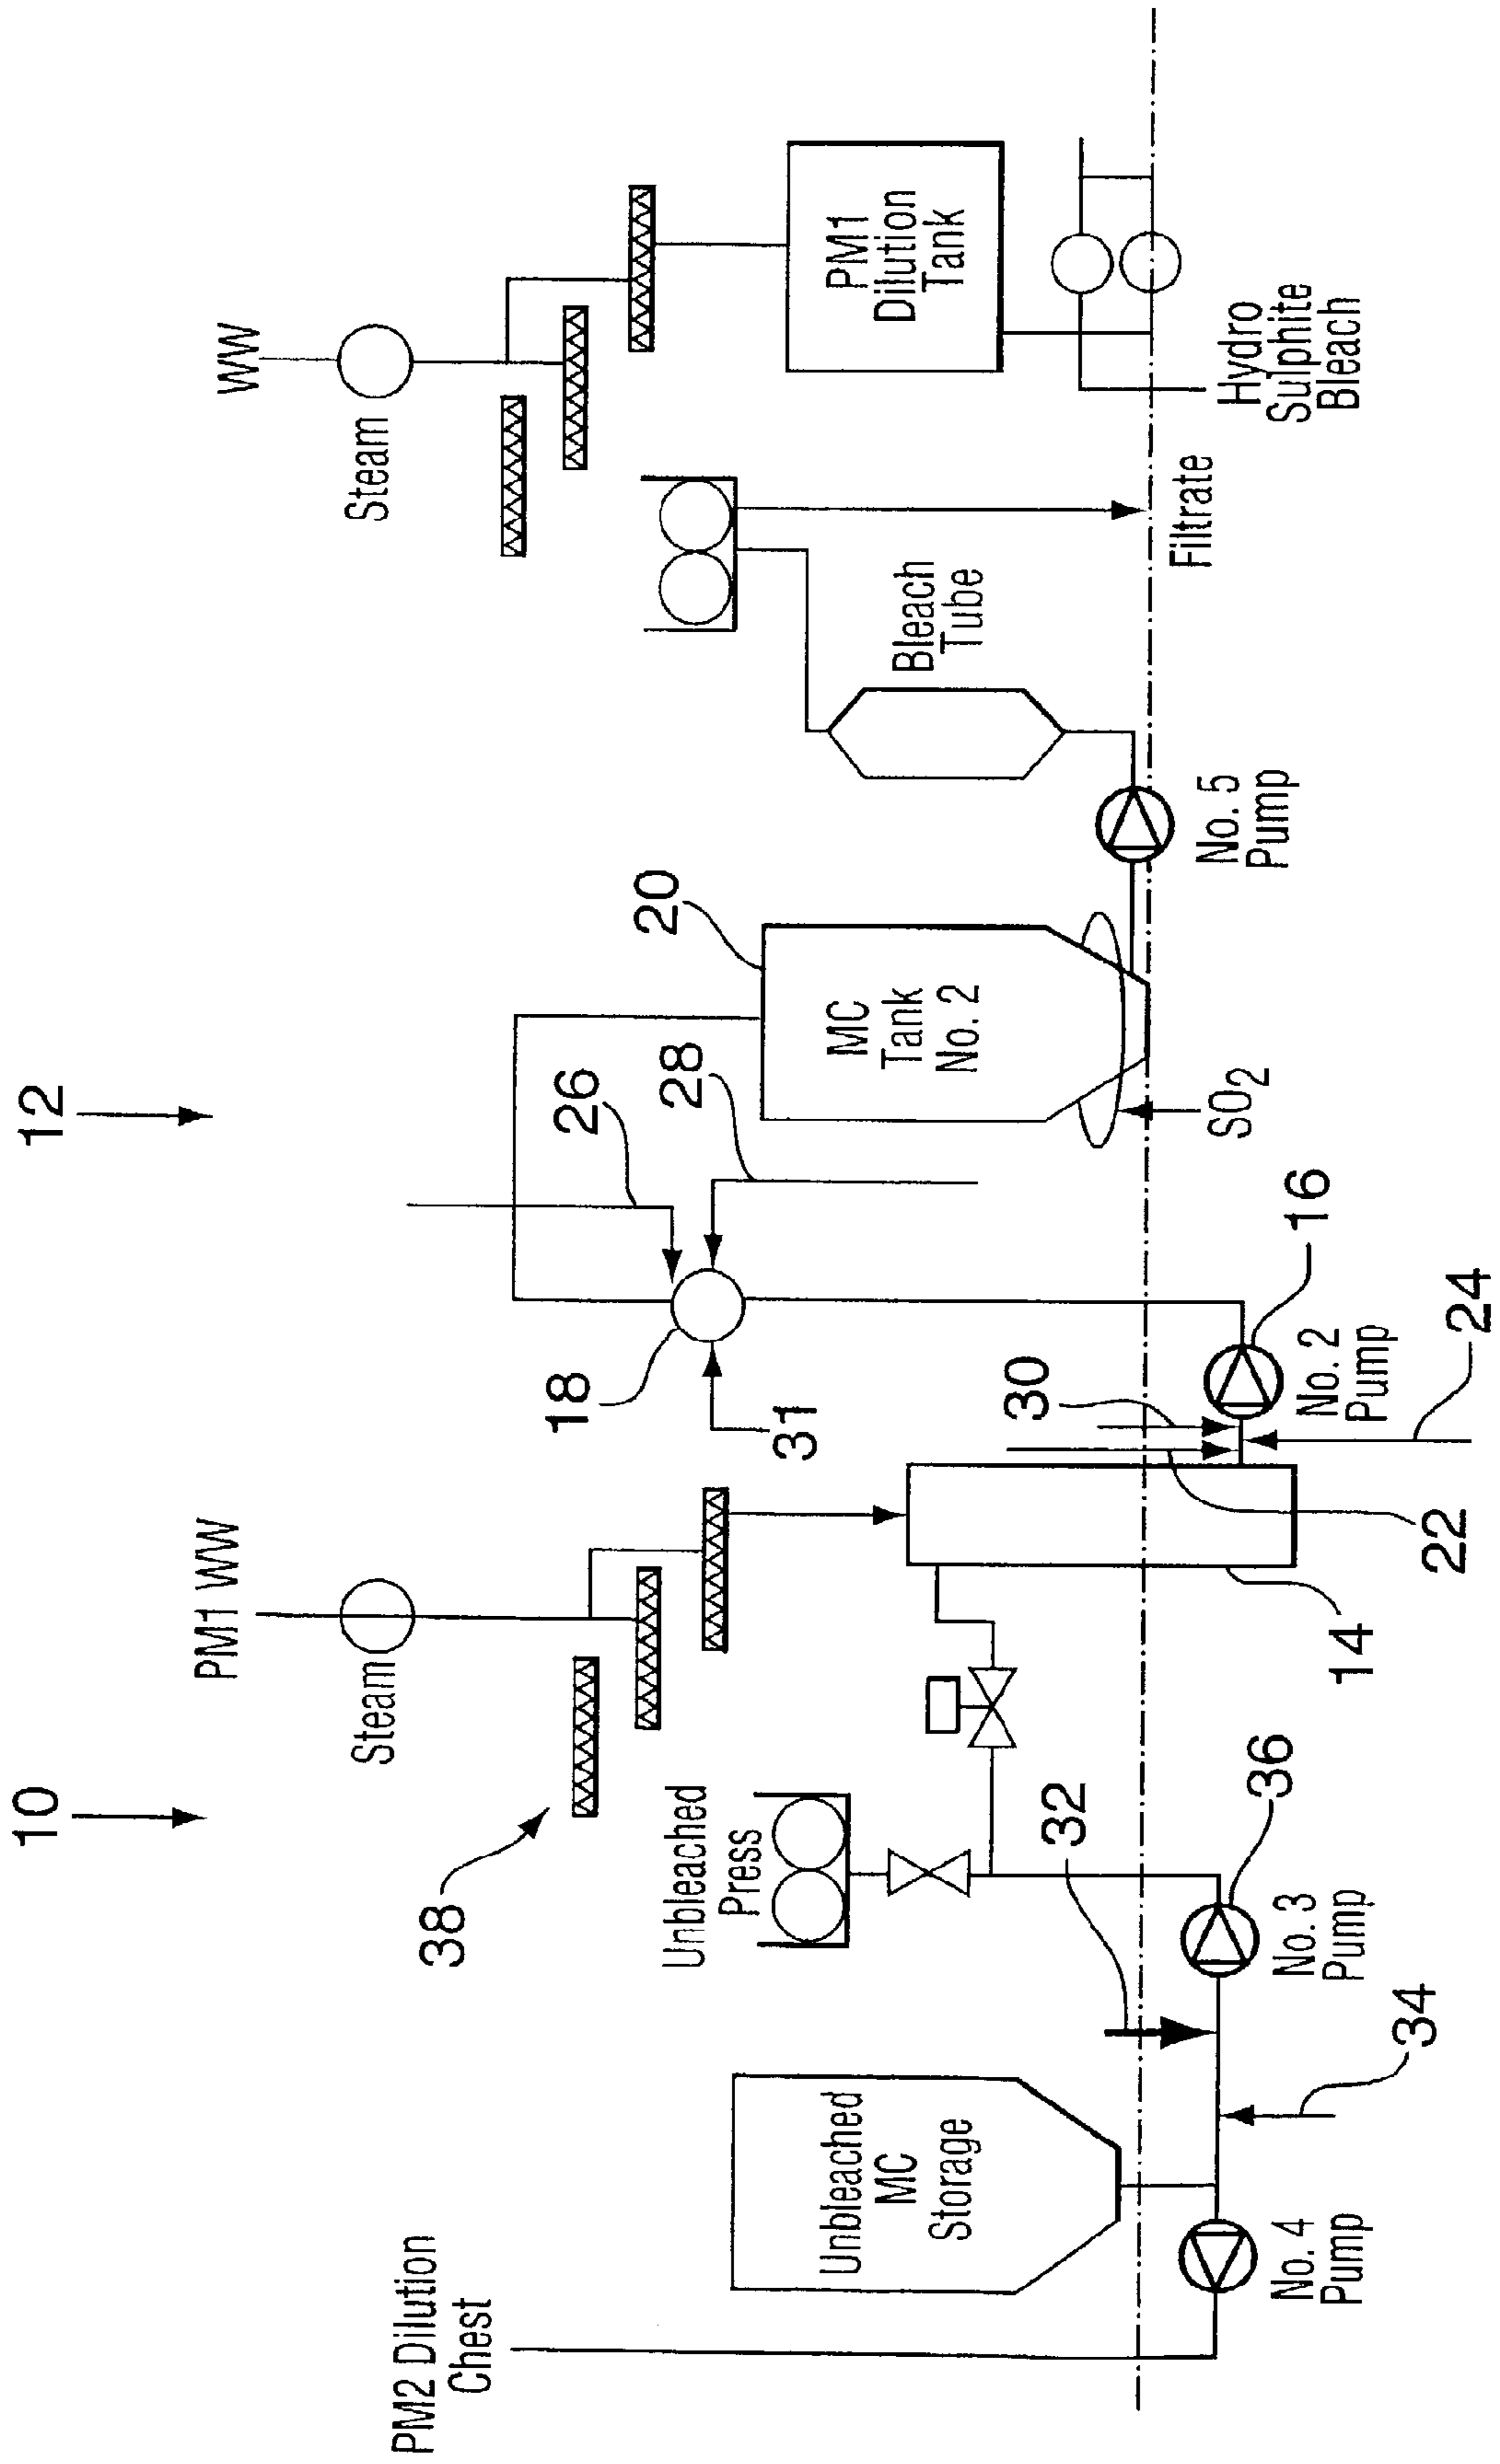 10
12
PM2 Dilution
Chest
PM1 WW
WW
Steam
Steam
38
Unbleached
Press
18
31
26
28
20
Unbleached
MC
Storage
MC
Tank
No. 2
Bleach
Tube
PM1
Dilution
Tank
32
30
SO2
Filtrate
Hydro
Sulphite
Bleach
No. 4
Pump
No. 3
Pump
36
34
14
22
No. 2
Pump
16
24
No. 5
Pump